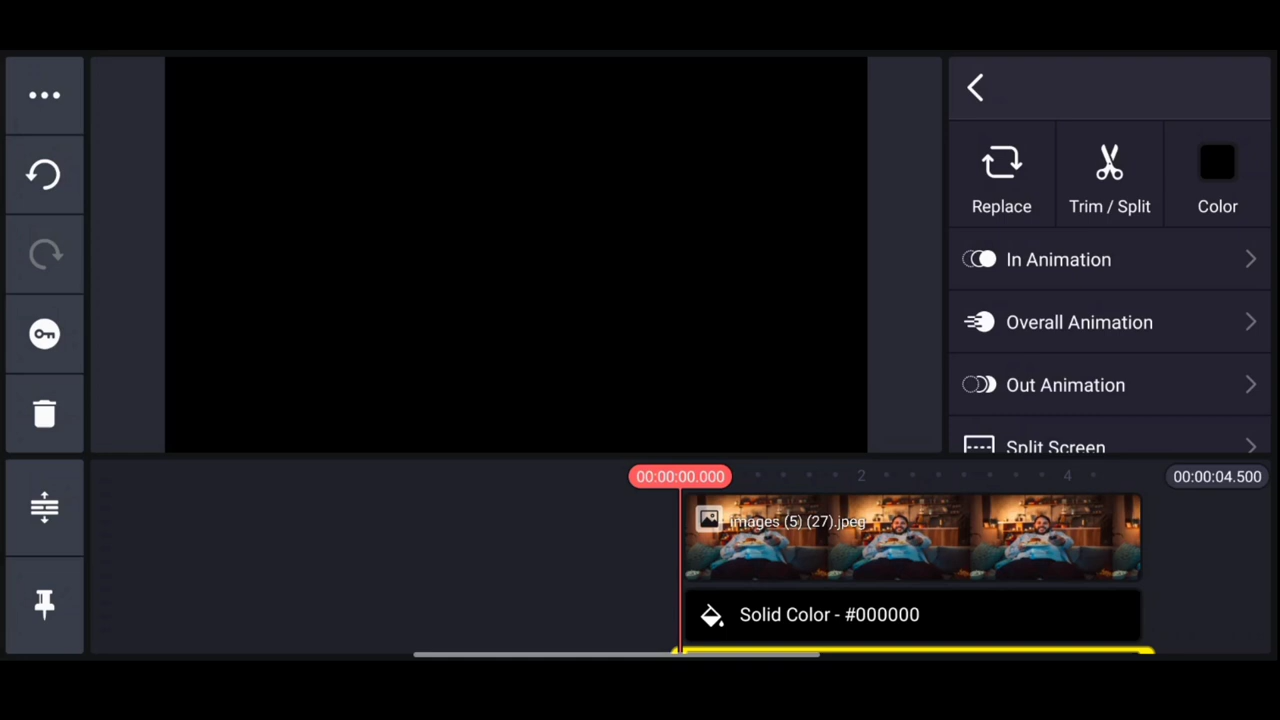 Replace
Trim / Split
Color
In Animation
Overall Animation
Out Animation
Split Screen
00:00:00.000
2
4
00:00:04.500
images (5) (27).jpeg
Solid Color - #000000